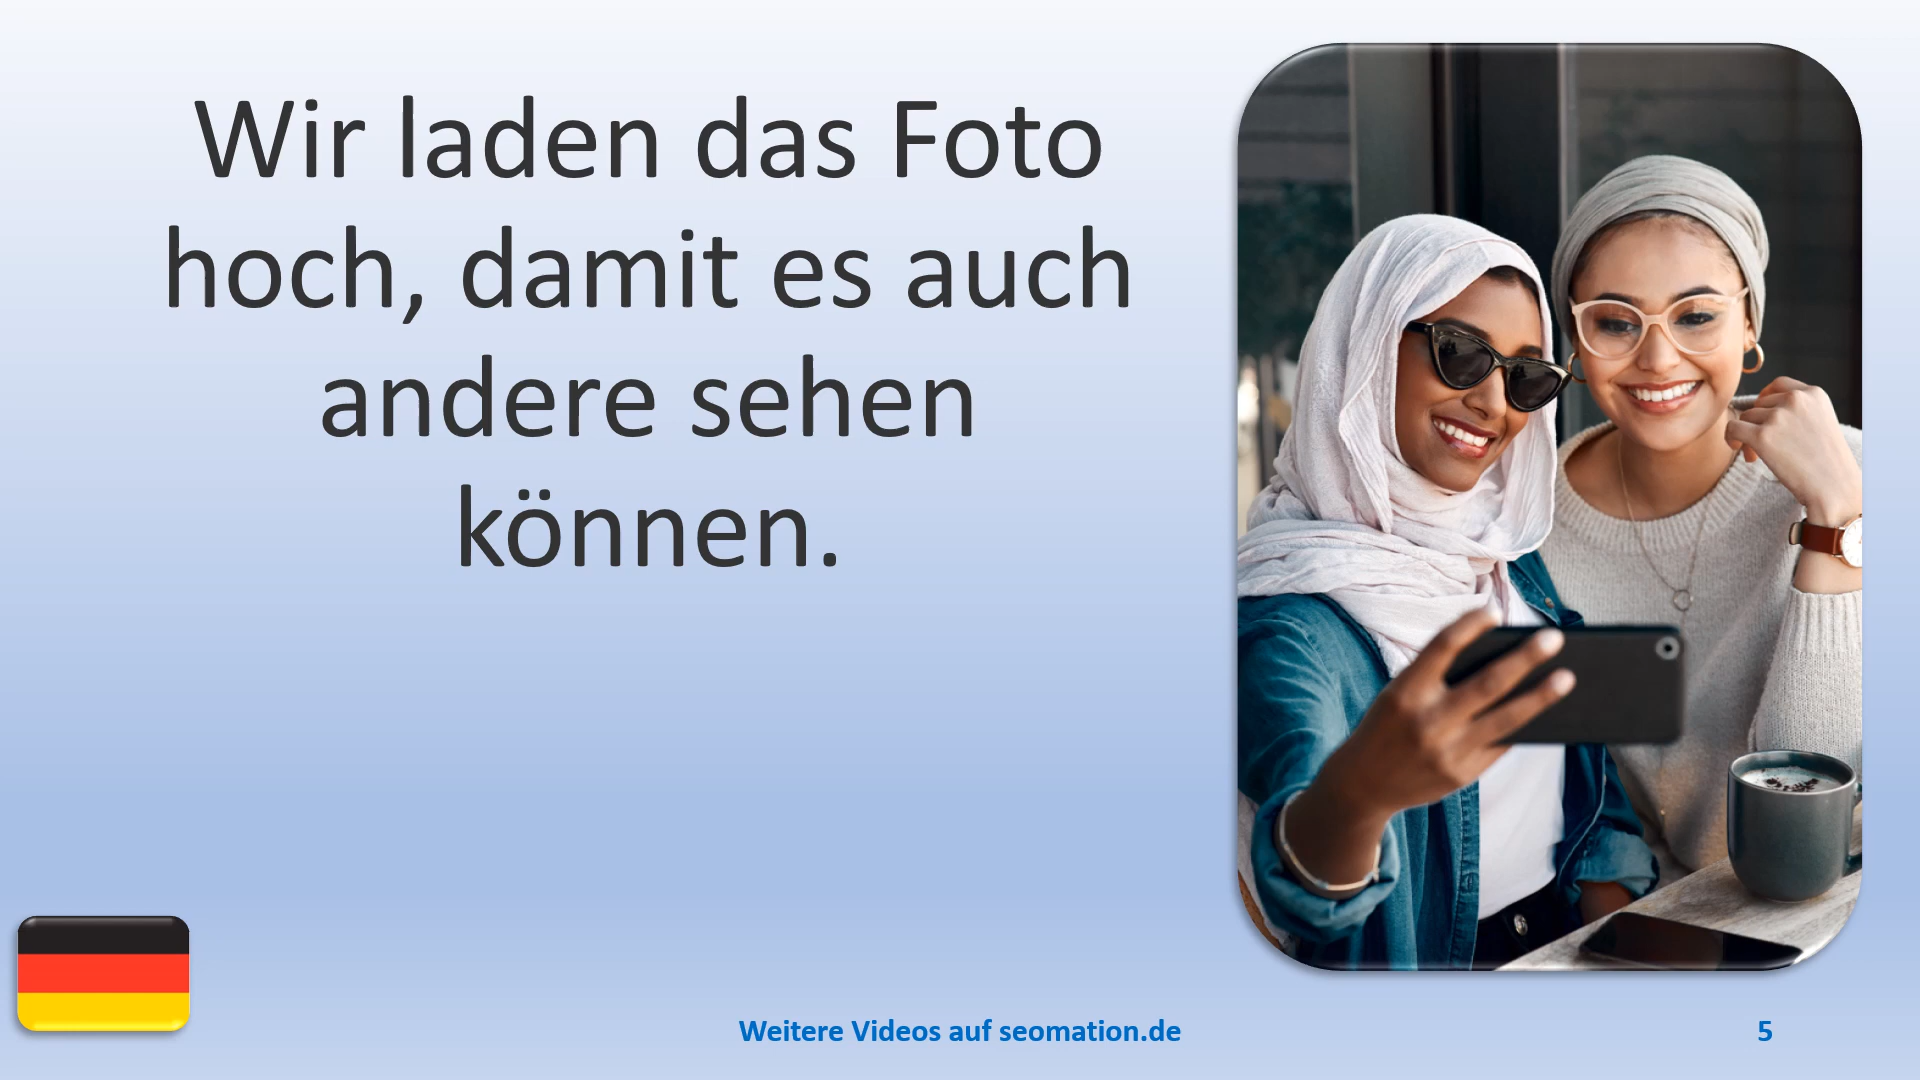 Wir laden das Foto
hoch, damit es auch
andere sehen
können.
Weitere Videos auf seomation.de
5